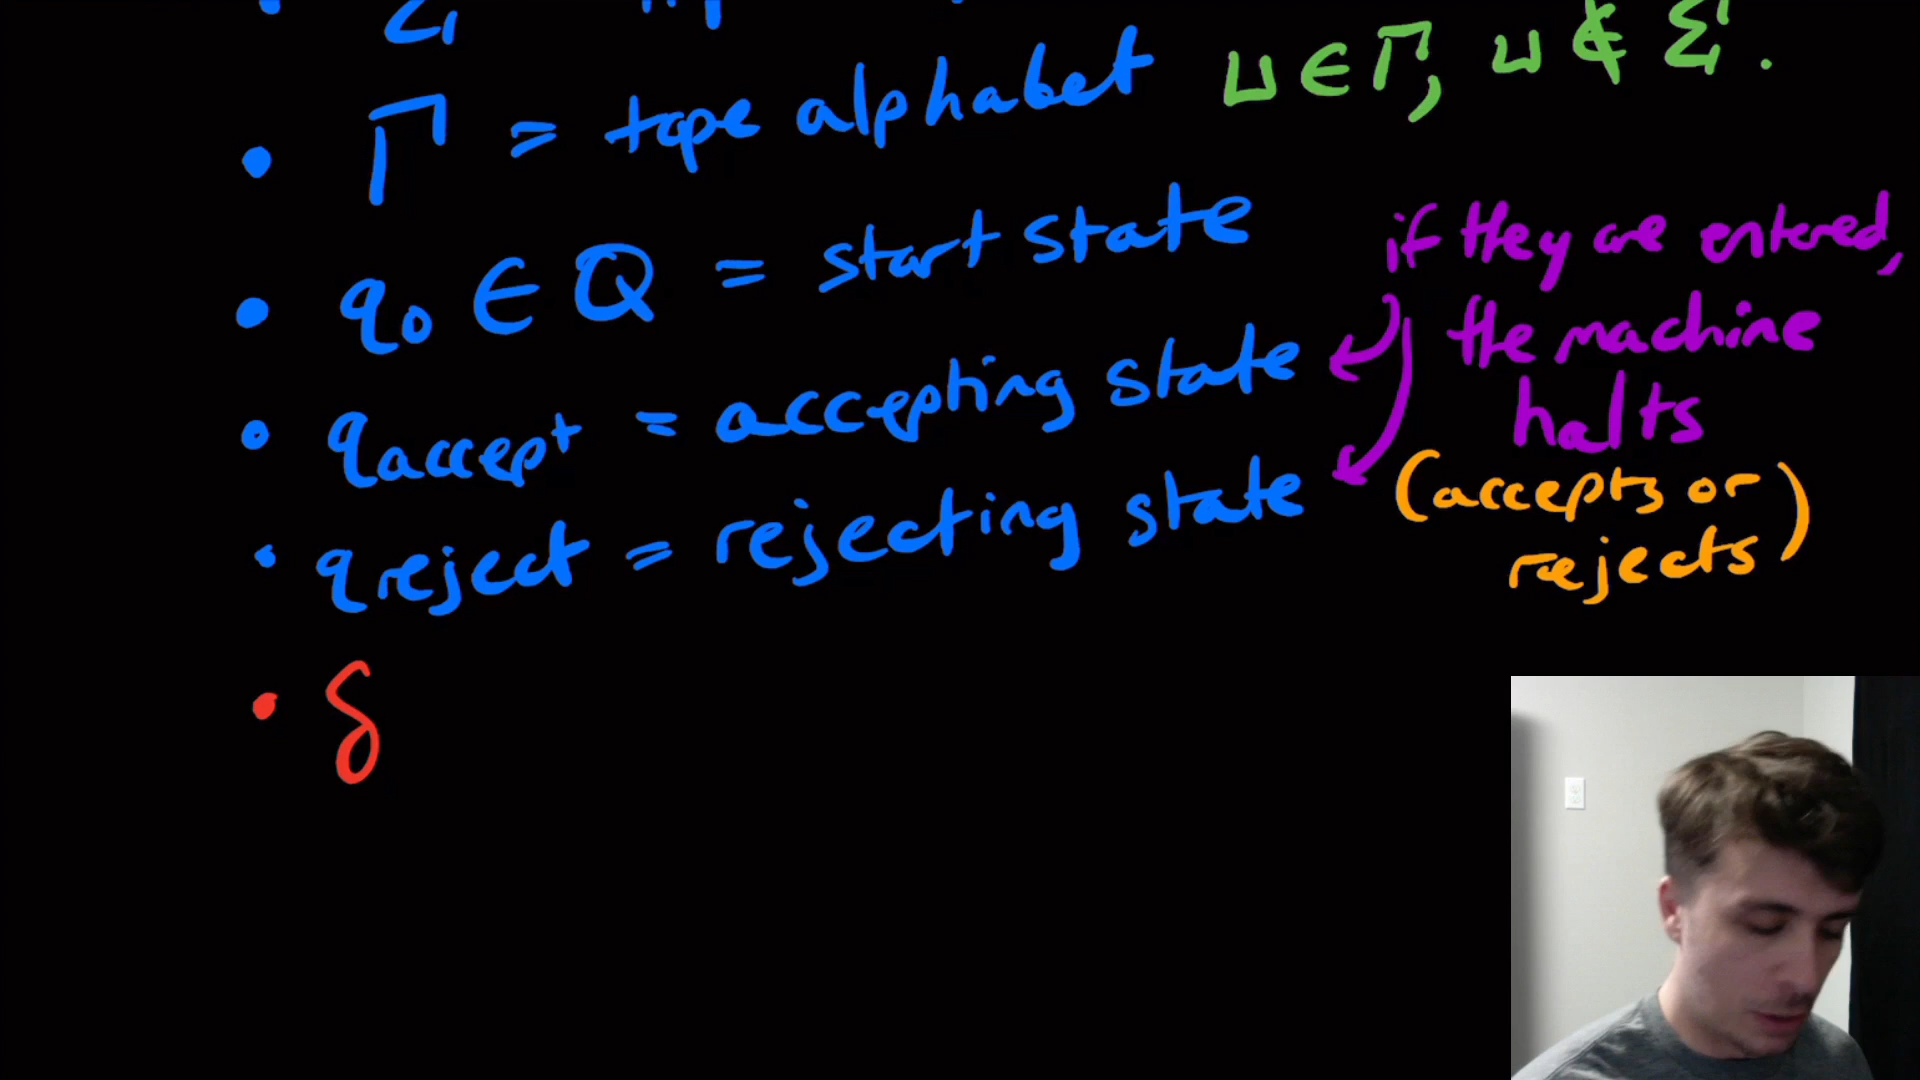 • Σ
• Γ = tape alphabet ⊔ ∈ Γ, ⊔ ∉ Σ.
• q0 ∈ Q = start state
• qaccept = accepting state
• qreject = rejecting state
if they are entered,
the machine
halts
(accepts or
rejects)
• δ